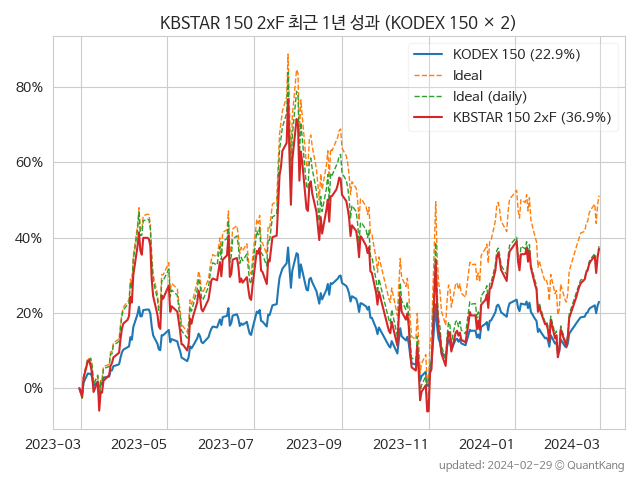 KBSTAR 150 2xF 최근 1년 성과 (KODEX 150 × 2)
KODEX 150 (22.9%)
Ideal
Ideal (daily)
KBSTAR 150 2xF (36.9%)
80%
60%
40%
20%
0%
2023-03 2023-05 2023-07 2023-09 2023-11 2024-01 2024-03
updated: 2024-02-29 © QuantKang